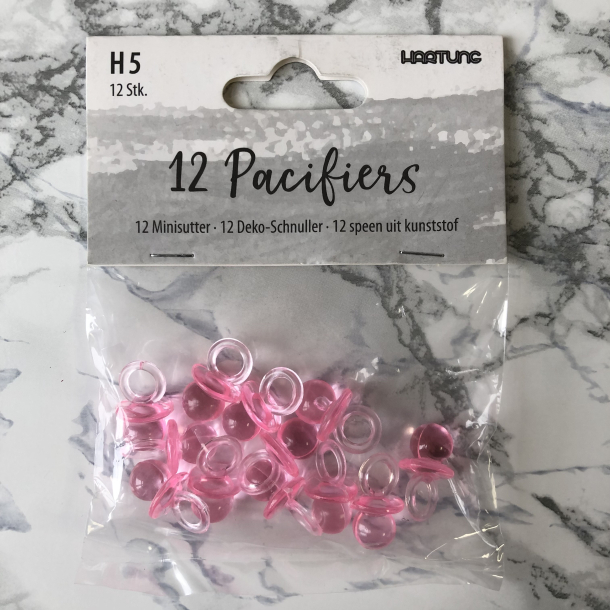 H5
HARTUNG
12 Stk.
12 Pacifiers
12 Minisutter · 12 Deko-Schnuller · 12 speen uit kunststof